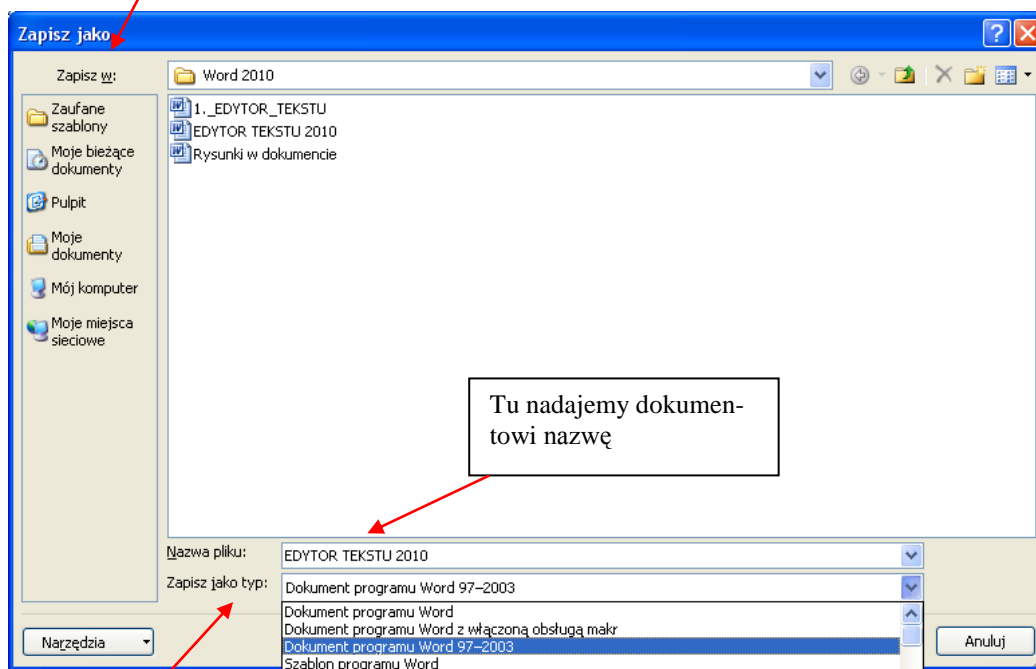 Zapisz jako
Zapisz w:
Word 2010
Zaufane
szablony
Moje bieżące
dokumenty
Pulpit
Moje
dokumenty
Mój komputer
Moje miejsca
sieciowe
1._EDYTOR_TEKSTU
EDYTOR TEKSTU 2010
Rysunki w dokumencie
Tu nadajemy dokumen-
towi nazwę
Nazwa pliku:
EDYTOR TEKSTU 2010
Zapisz jako typ:
Dokument programu Word 97–2003
Dokument programu Word
Dokument programu Word z włączoną obsługą makr
Dokument programu Word 97–2003
Szablon programu Word
Narzędzia
Anuluj